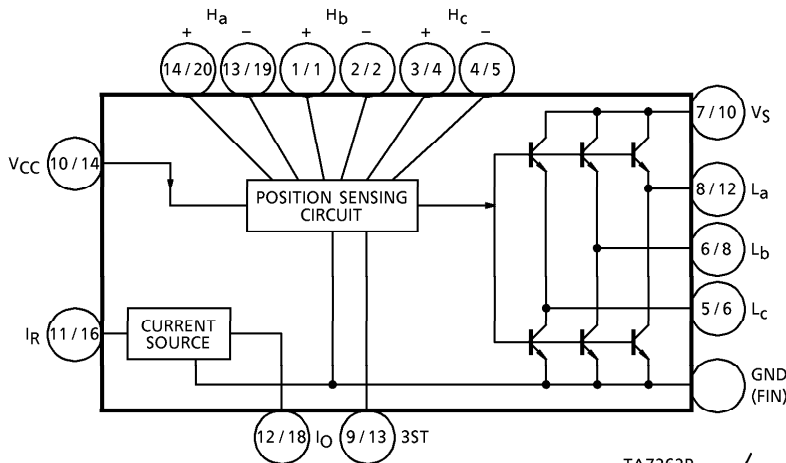 Ha Hb Hc
+ − + − + −
14/20 13/19 1/1 2/2 3/4 4/5
7/10 VS
VCC 10/14
8/12 La
POSITION SENSING
CIRCUIT
6/8 Lb
5/6 Lc
IR 11/16
CURRENT
SOURCE
GND
(FIN)
12/18 IO 9/13 3ST